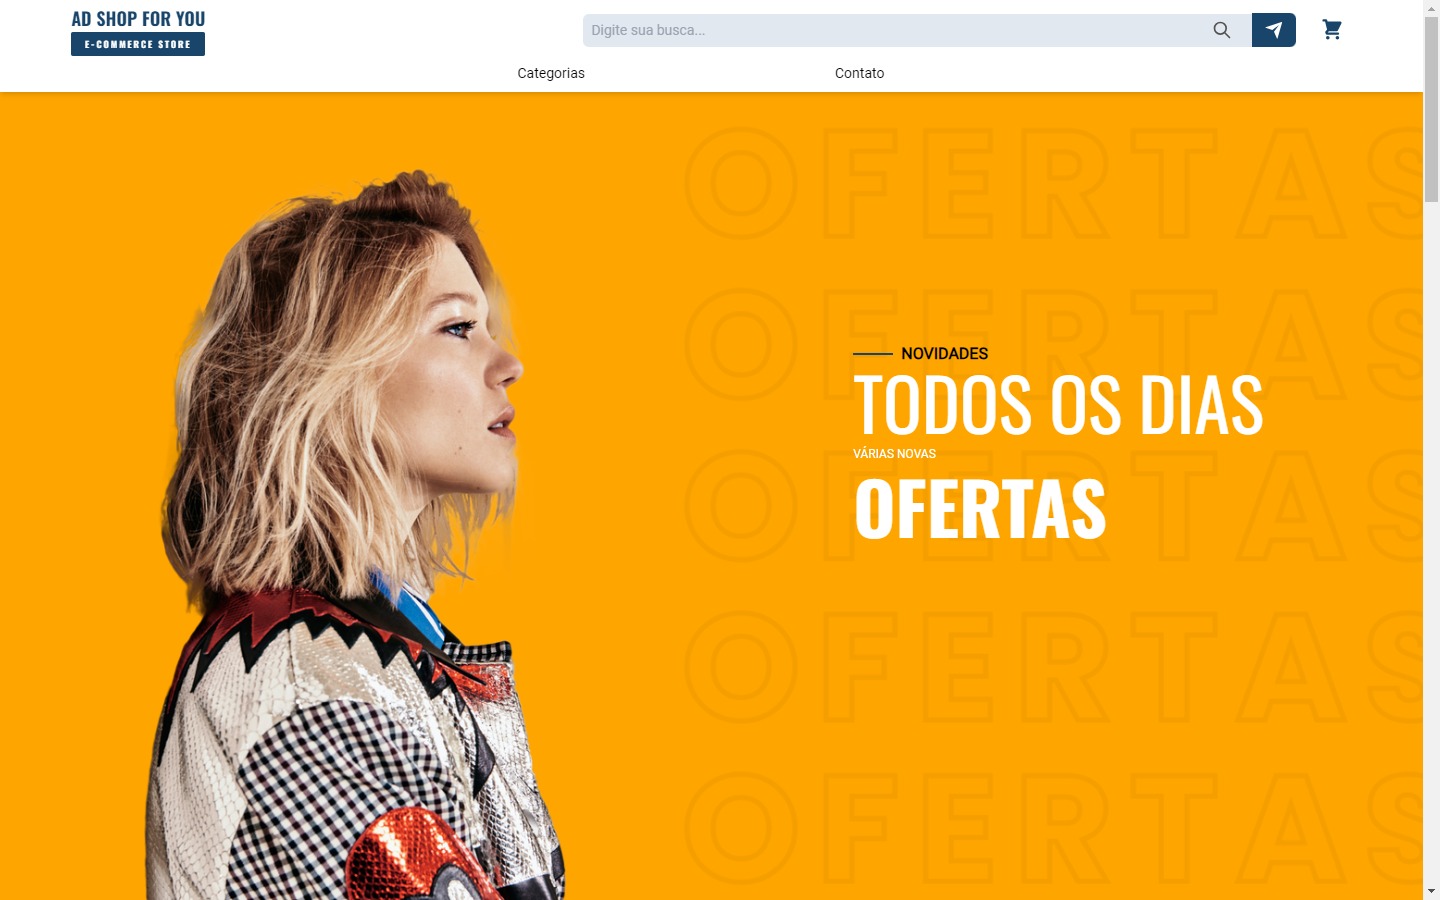 AD SHOP FOR YOU
E-COMMERCE STORE
Digite sua busca...
Categorias
Contato
OFERTAS
OFERTAS
NOVIDADES
TODOS OS DIAS
VÁRIAS NOVAS
OFERTAS
OFERTAS
OFERTAS
OFERTAS